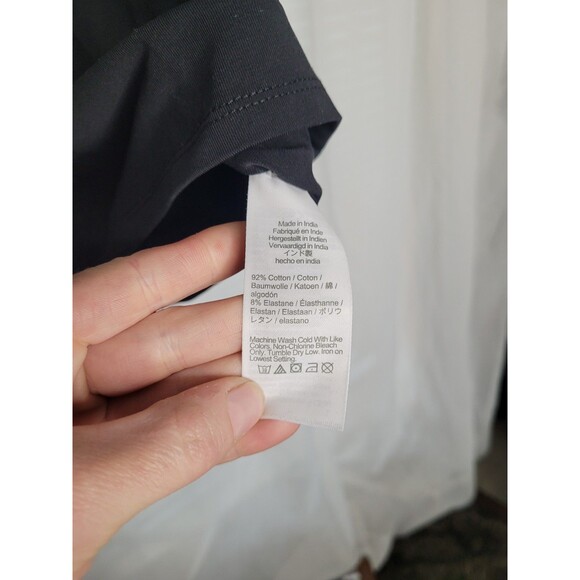 Made in India
Fabriqué en Inde
Hergestellt in Indien
Vervaardigd in India
インド製
hecho en india
92% Cotton / Coton /
Baumwolle / Katoen / 綿 /
algodón
8% Elastane / Élasthanne /
Elastan / Elastaan / ポリウ
レタン / elastano
Machine Wash Cold With Like
Colors. Non-Chlorine Bleach
Only. Tumble Dry Low. Iron on
Lowest Setting.